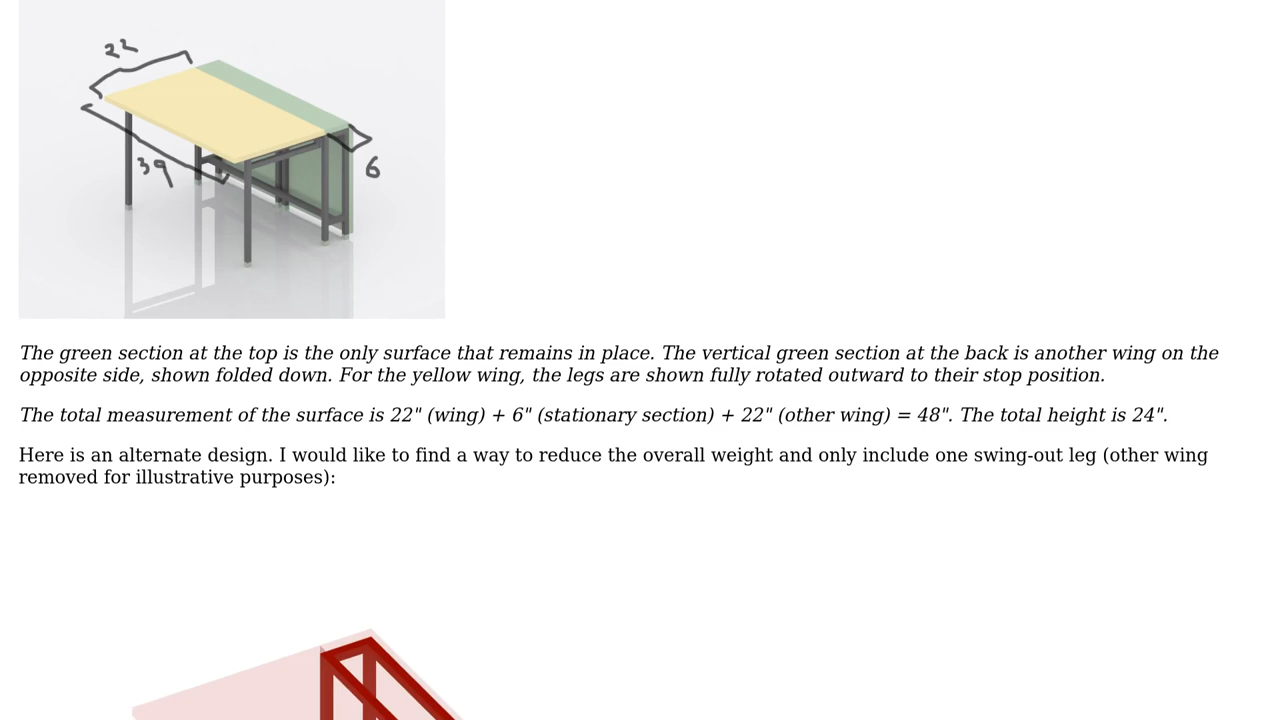 22
39
6
The green section at the top is the only surface that remains in place. The vertical green section at the back is another wing on the
opposite side, shown folded down. For the yellow wing, the legs are shown fully rotated outward to their stop position.
The total measurement of the surface is 22" (wing) + 6" (stationary section) + 22" (other wing) = 48". The total height is 24".
Here is an alternate design. I would like to find a way to reduce the overall weight and only include one swing-out leg (other wing
removed for illustrative purposes):